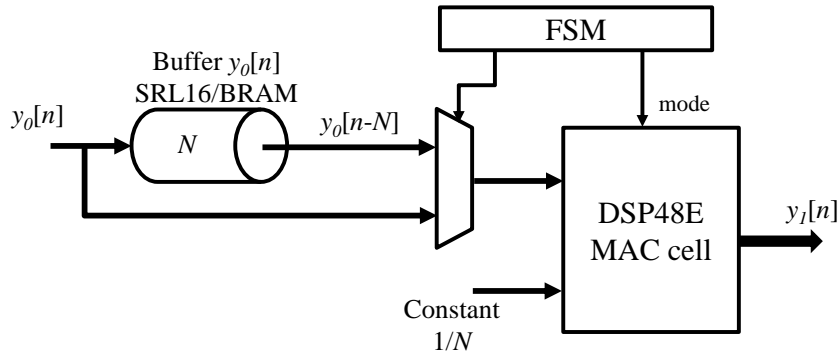 FSM
Buffer y0[n]
SRL16/BRAM
mode
y0[n]
N
y0[n-N]
DSP48E
MAC cell
y1[n]
Constant
1/N